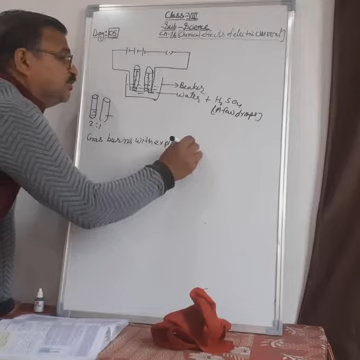 Class-VIII
Sub-Science
Day: 05
Ch-14 (Chemical effects of electric current)
Beaker
Water + H2SO4
(A few drops)
2 : 1
Gas burns with exp